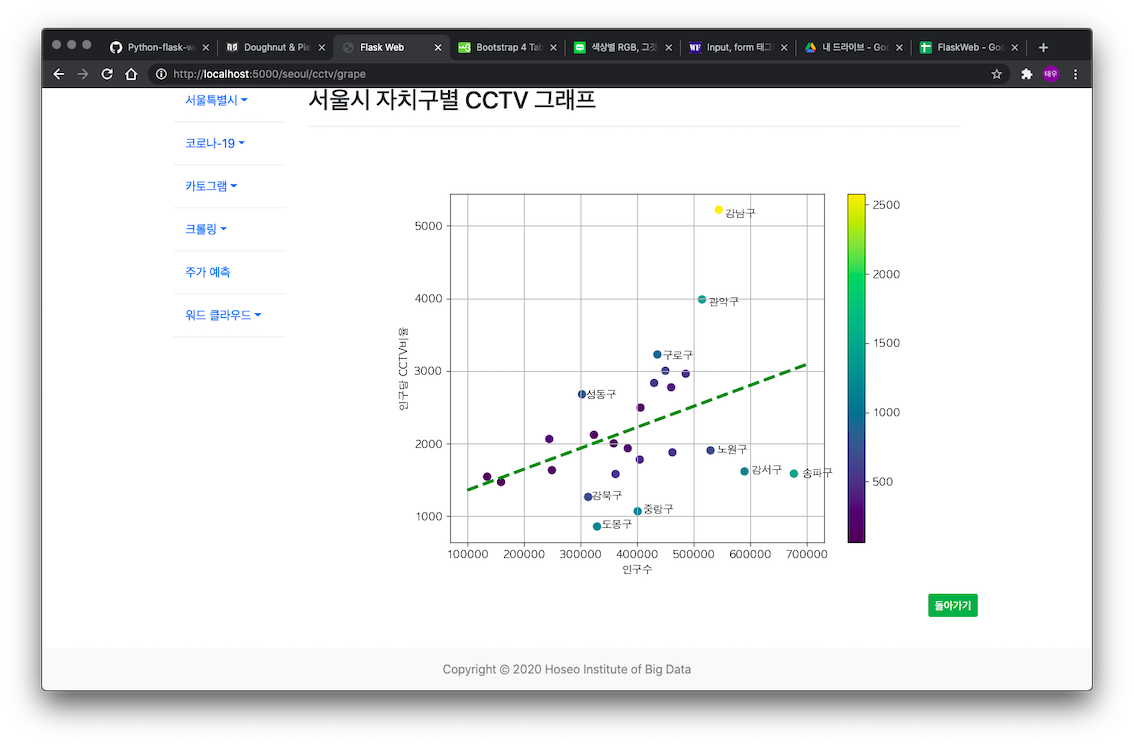 Python-flask-w
Doughnut & Pie
Flask Web
Bootstrap 4 Tab
색상별 RGB, 그것
Input, form 태그
내 드라이브 - Goo
FlaskWeb - Goo
http://localhost:5000/seoul/cctv/grape
태우
서울특별시
코로나-19
카토그램
크롤링
주가 예측
워드 클라우드
서울시 자치구별 CCTV 그래프
인구당 CCTV비율
5000
4000
3000
2000
1000
강남구
관악구
구로구
성동구
노원구
강서구
송파구
강북구
중랑구
도봉구
100000 200000 300000 400000 500000 600000 700000
인구수
2500
2000
1500
1000
500
돌아가기
Copyright © 2020 Hoseo Institute of Big Data